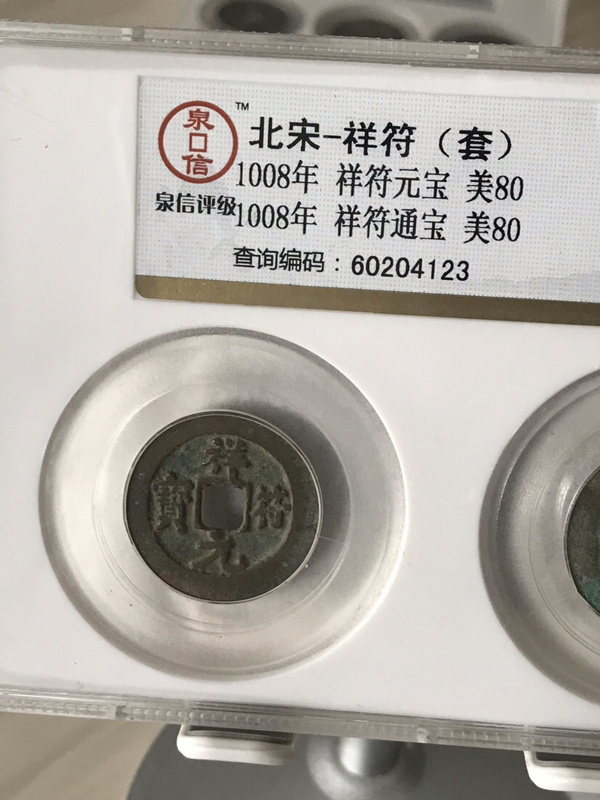 泉
信
TM
泉信评级
北宋-祥符（套）
1008年 祥符元宝 美80
1008年 祥符通宝 美80
查询编码：60204123
祥
符
元
寶